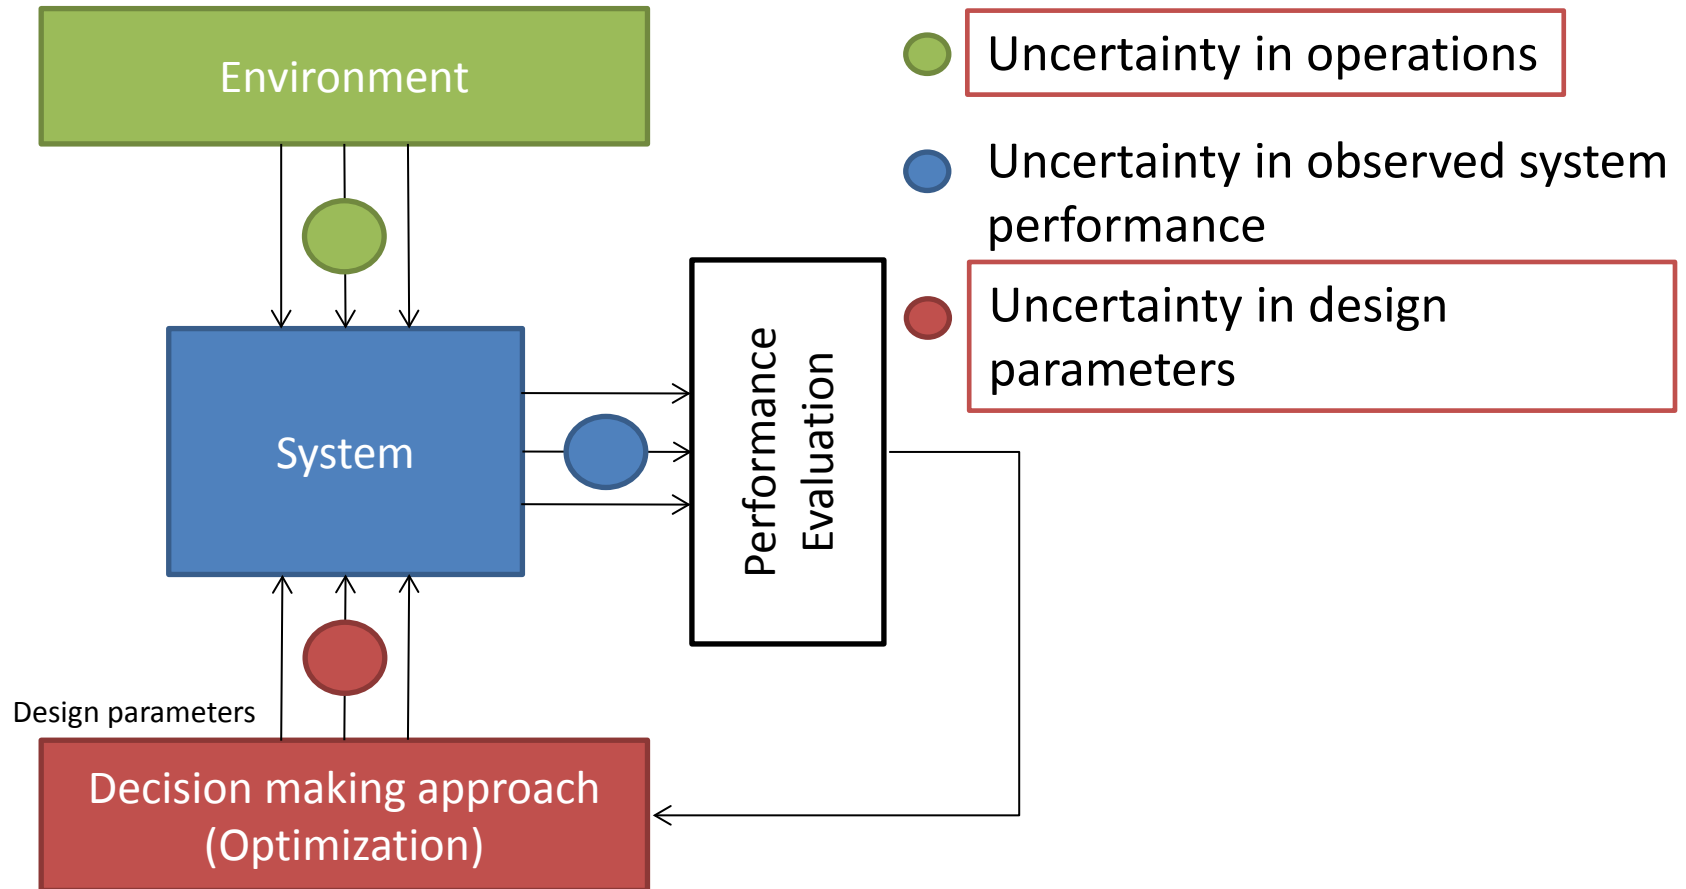 Environment
Uncertainty in operations
Uncertainty in observed system
performance
Uncertainty in design
parameters
System
Performance
Evaluation
Design parameters
Decision making approach
(Optimization)